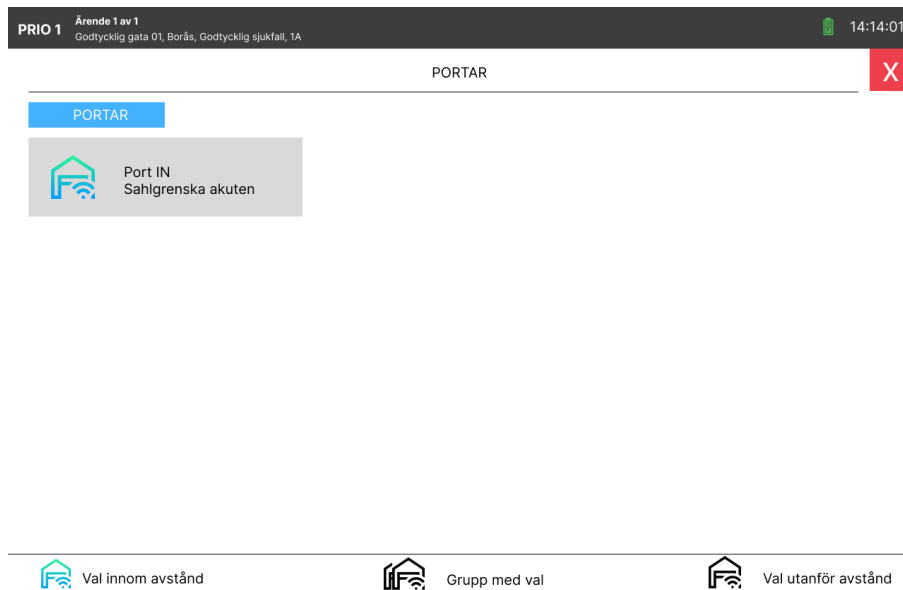 PRIO 1
Ärende 1 av 1
Godtycklig gata 01, Borås, Godtycklig sjukfall, 1A
14:14:01
PORTAR
X
PORTAR
Port IN
Sahlgrenska akuten
Val innom avstånd
Grupp med val
Val utanför avstånd